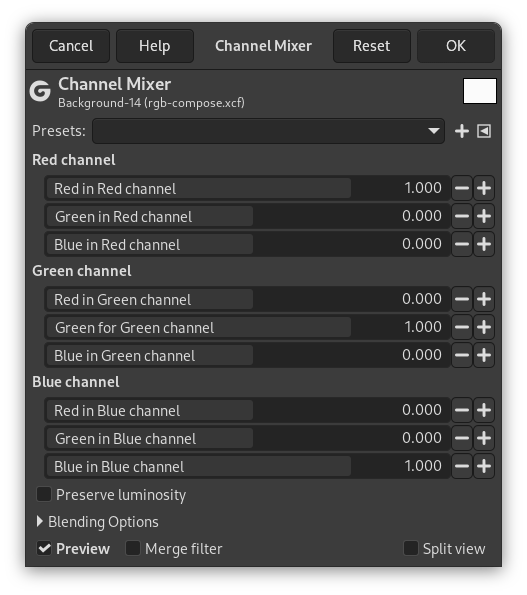 Cancel Help Channel Mixer Reset OK
Channel Mixer
Background-14 (rgb-compose.xcf)
Presets:
Red channel
Red in Red channel 1.000
Green in Red channel 0.000
Blue in Red channel 0.000
Green channel
Red in Green channel 0.000
Green for Green channel 1.000
Blue in Green channel 0.000
Blue channel
Red in Blue channel 0.000
Green in Blue channel 0.000
Blue in Blue channel 1.000
Preserve luminosity
Blending Options
Preview Merge filter Split view